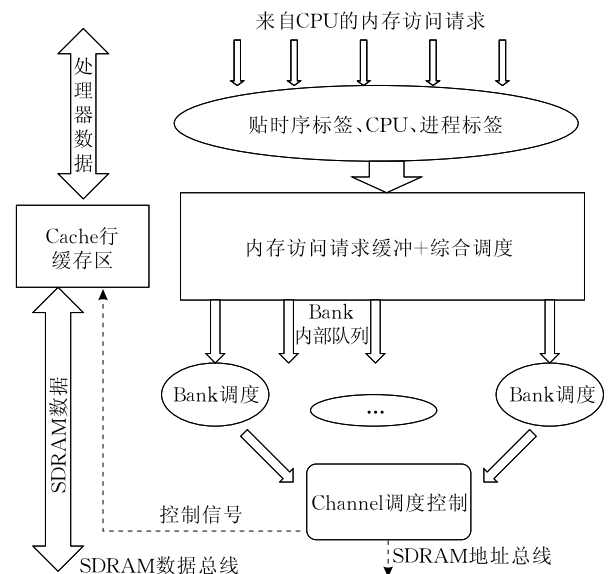 来自CPU的内存访问请求
处理器数据
贴时序标签、CPU、进程标签
Cache行
缓存区
内存访问请求缓冲+综合调度
Bank
内部队列
Bank调度
...
Bank调度
SDRAM数据
Channel调度控制
控制信号
SDRAM地址总线
SDRAM数据总线